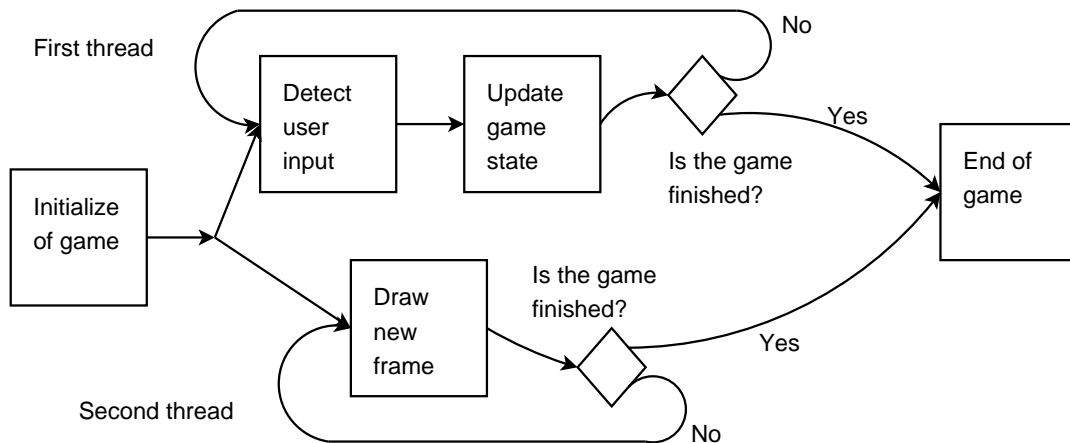 No
First thread
Detect
user
input
Update
game
state
Yes
Is the game
finished?
End of
game
Initialize
of game
Is the game
finished?
Draw
new
frame
Yes
Second thread
No